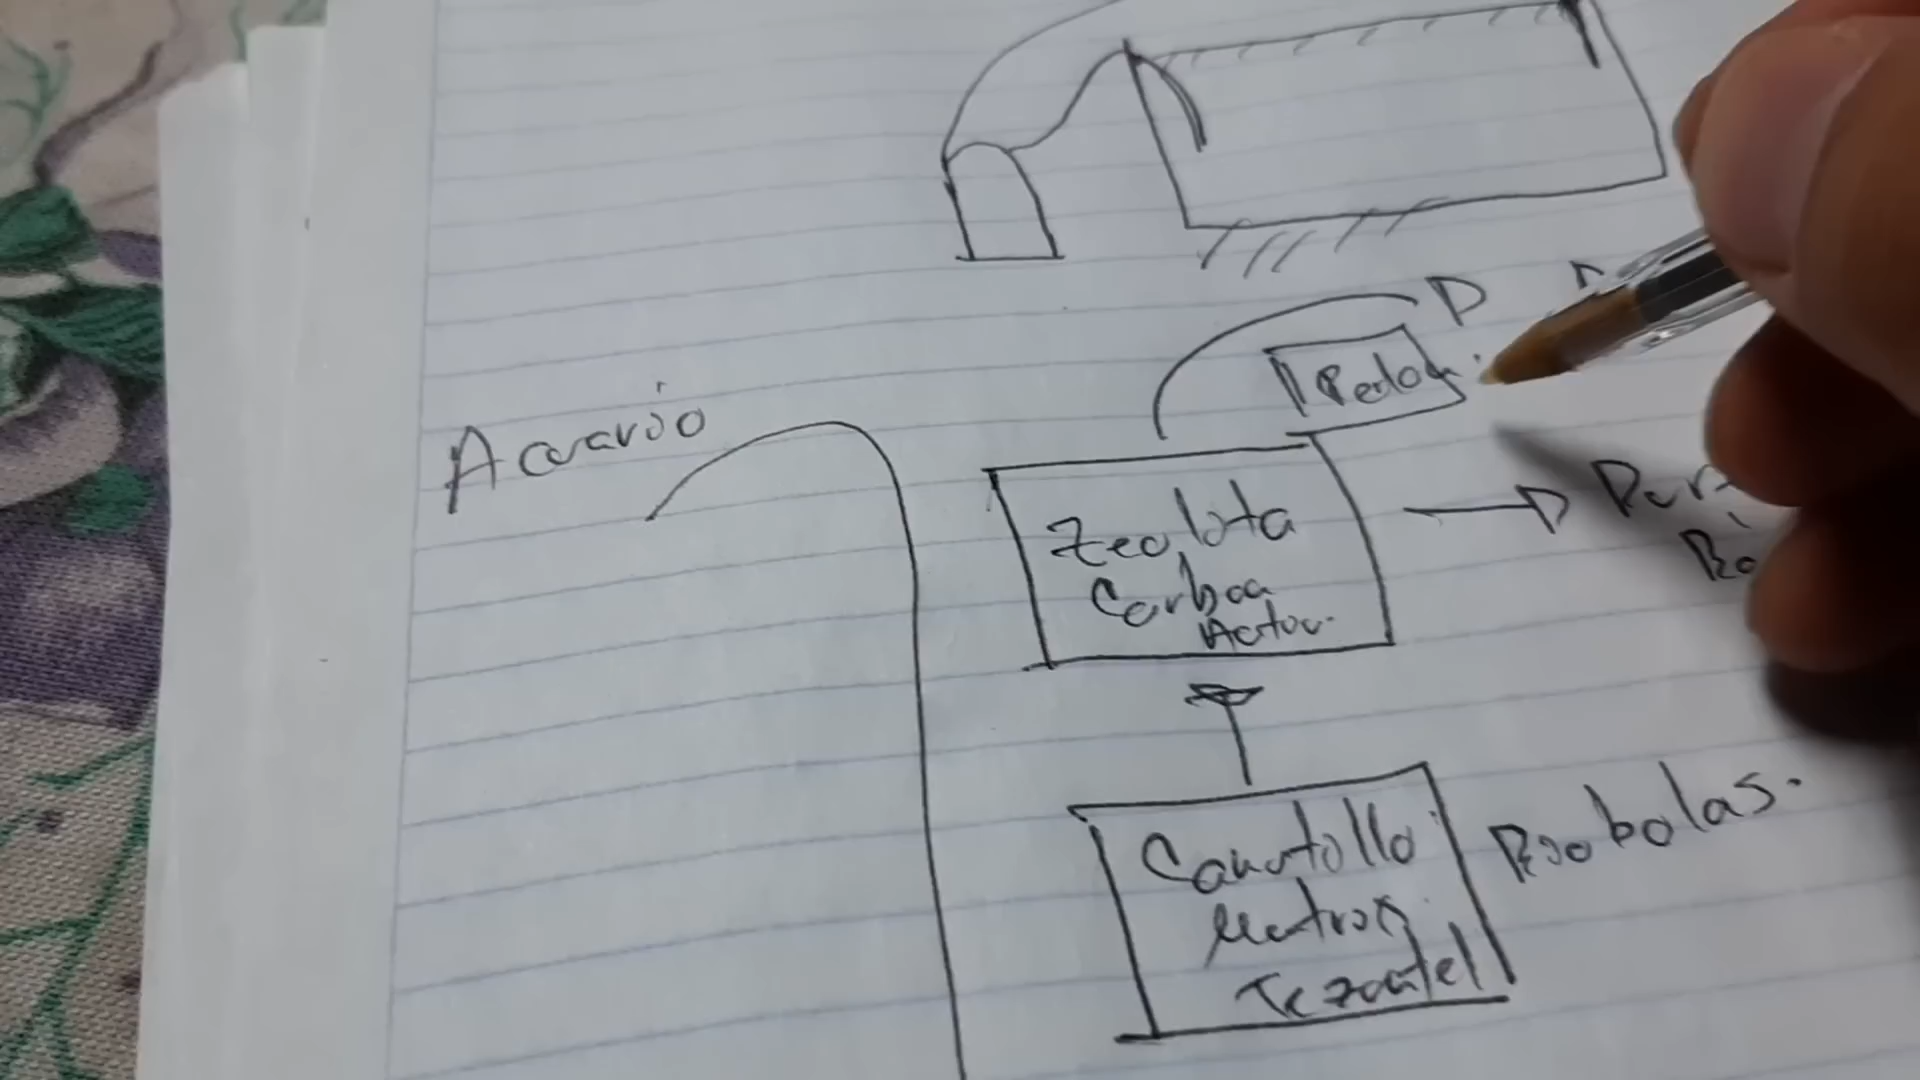 Acuario
Perlon
Zeolita
Carbon
Activ.
Canutillo
Matrix
Tezontel
Biobolas.